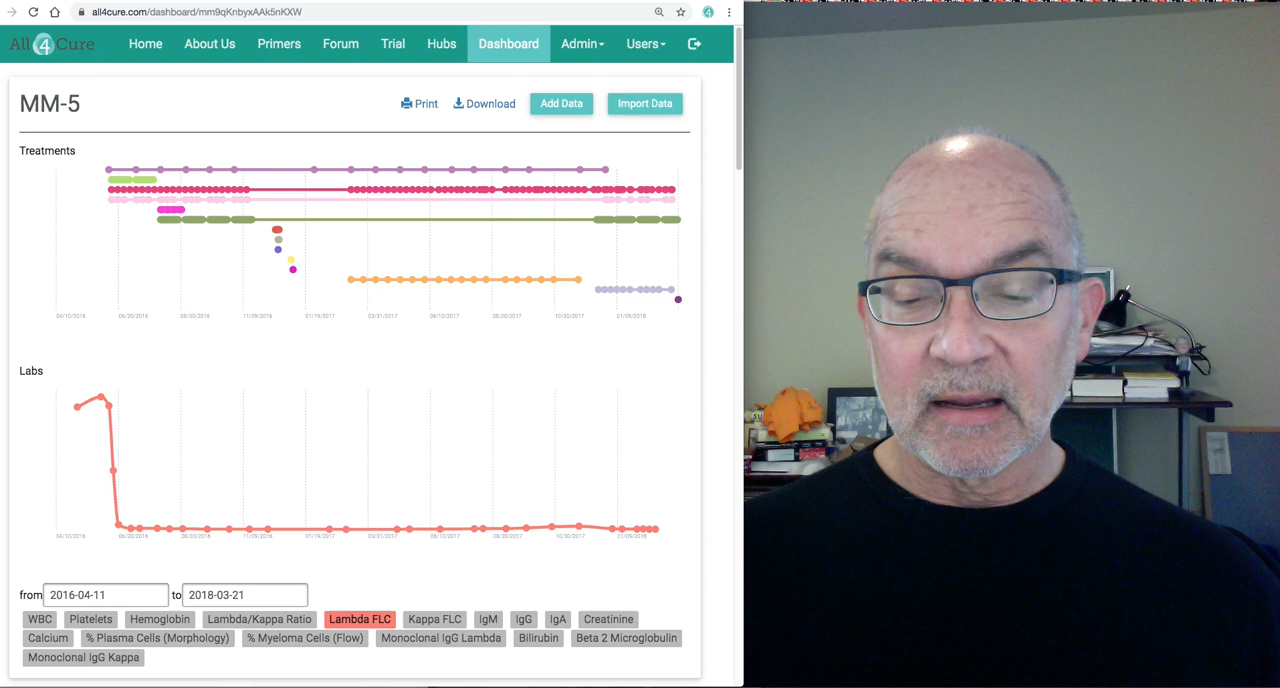 all4cure.com/dashboard/mm9qKnbyxAAk5nKXW
All 4 Cure Home About Us Primers Forum Trial Hubs Dashboard Admin Users
MM-5 Print Download Add Data Import Data
Treatments
04/10/2016 06/20/2016 08/30/2016 11/09/2016 01/19/2017 03/31/2017 06/10/2017 08/20/2017 10/30/2017 01/09/2018
Labs
04/10/2016 06/20/2016 08/30/2016 11/09/2016 01/19/2017 03/31/2017 06/10/2017 08/20/2017 10/30/2017 01/09/2018
from 2016-04-11 to 2018-03-21
WBC Platelets Hemoglobin Lambda/Kappa Ratio Lambda FLC Kappa FLC IgM IgG IgA Creatinine
Calcium % Plasma Cells (Morphology) % Myeloma Cells (Flow) Monoclonal IgG Lambda Bilirubin Beta 2 Microglobulin
Monoclonal IgG Kappa